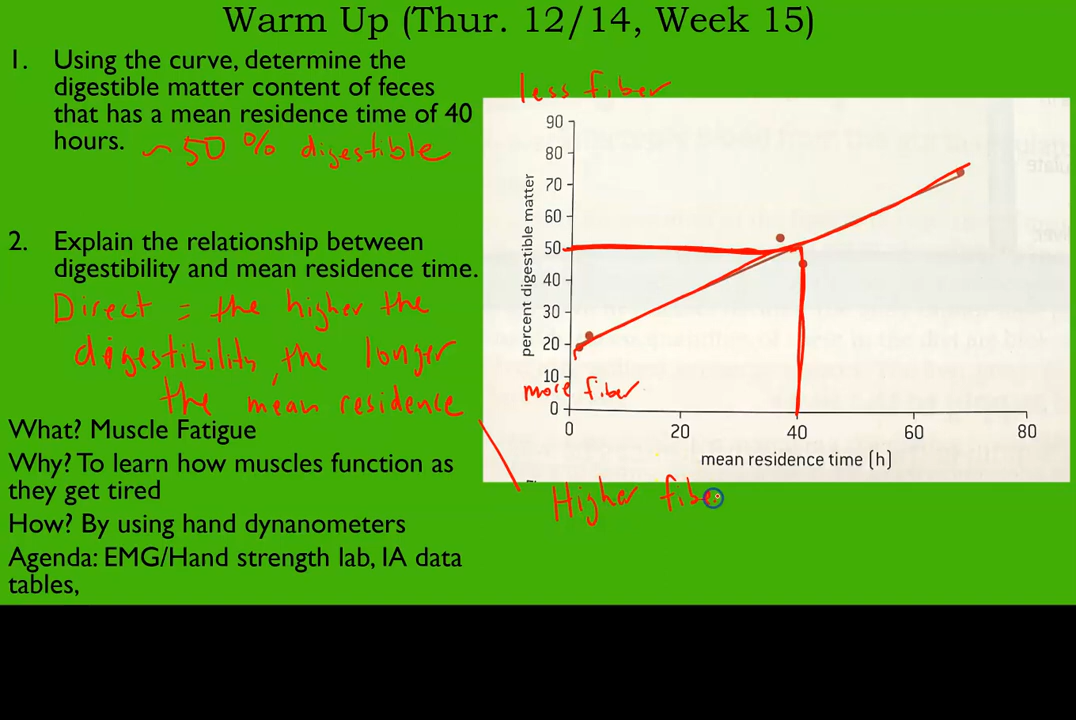 Warm Up (Thur. 12/14, Week 15)
1. Using the curve, determine the
digestible matter content of feces
that has a mean residence time of 40
hours. ~ 50 % digestible
2. Explain the relationship between
digestibility and mean residence time.
Direct = the higher the
digestibility, the longer
the mean residence
What? Muscle Fatigue
Why? To learn how muscles function as
they get tired
How? By using hand dynanometers
Agenda: EMG/Hand strength lab, IA data
tables,
less fiber
90
80
70
60
50
40
30
20
10
0
percent digestible matter
more fiber
0 20 40 60 80
mean residence time (h)
Higher fiber